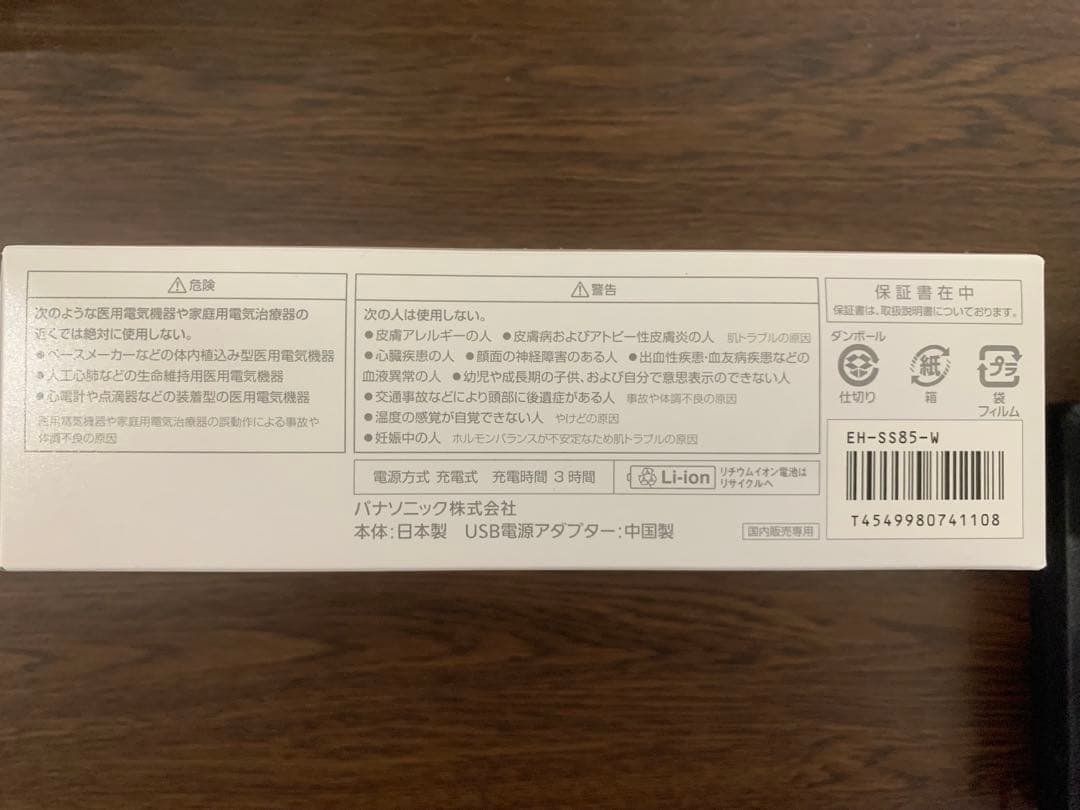 ⚠危険
次のような医用電気機器や家庭用電気治療器の
近くでは絶対に使用しない。
●ペースメーカーなどの体内植込み型医用電気機器
●人工心肺などの生命維持用医用電気機器
●心電計や点滴器などの装着型の医用電気機器
医用電気機器や家庭用電気治療器の誤動作による事故や
体調不良の原因
⚠警告
次の人は使用しない。
●皮膚アレルギーの人 ●皮膚病およびアトピー性皮膚炎の人 肌トラブルの原因
●心臓疾患の人 ●顔面の神経障害のある人 ●出血性疾患・血友病疾患などの
血液異常の人 ●幼児や成長期の子供、および自分で意思表示のできない人
●交通事故などにより頭部に後遺症がある人 事故や体調不良の原因
●温度の感覚が自覚できない人 やけどの原因
●妊娠中の人 ホルモンバランスが不安定なため肌トラブルの原因
電源方式 充電式 充電時間 3時間
Li-ion
リチウムイオン電池は
リサイクルへ
パナソニック株式会社
本体:日本製 USB電源アダプター:中国製
国内販売専用
保証書在中
保証書は、取扱説明書についております。
ダンボール
仕切り
紙
箱
プラ
袋
フィルム
EH-SS85-W
T4549980741108